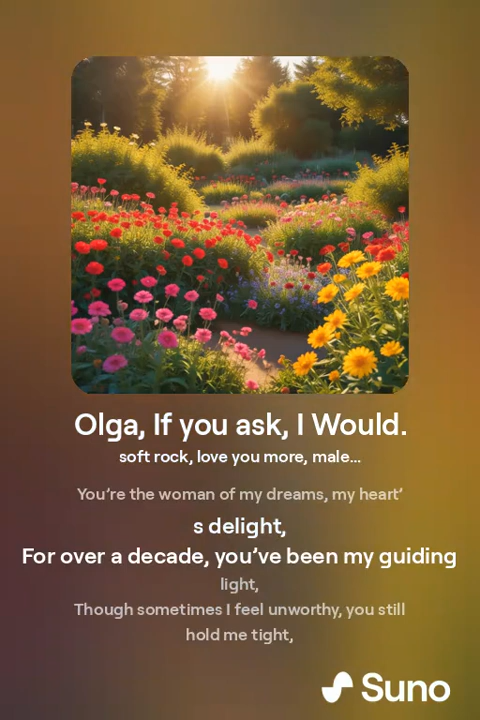 Olga, If you ask, I Would.
soft rock, love you more, male...
You’re the woman of my dreams, my heart’
s delight,
For over a decade, you’ve been my guiding
light,
Though sometimes I feel unworthy, you still
hold me tight,
Suno